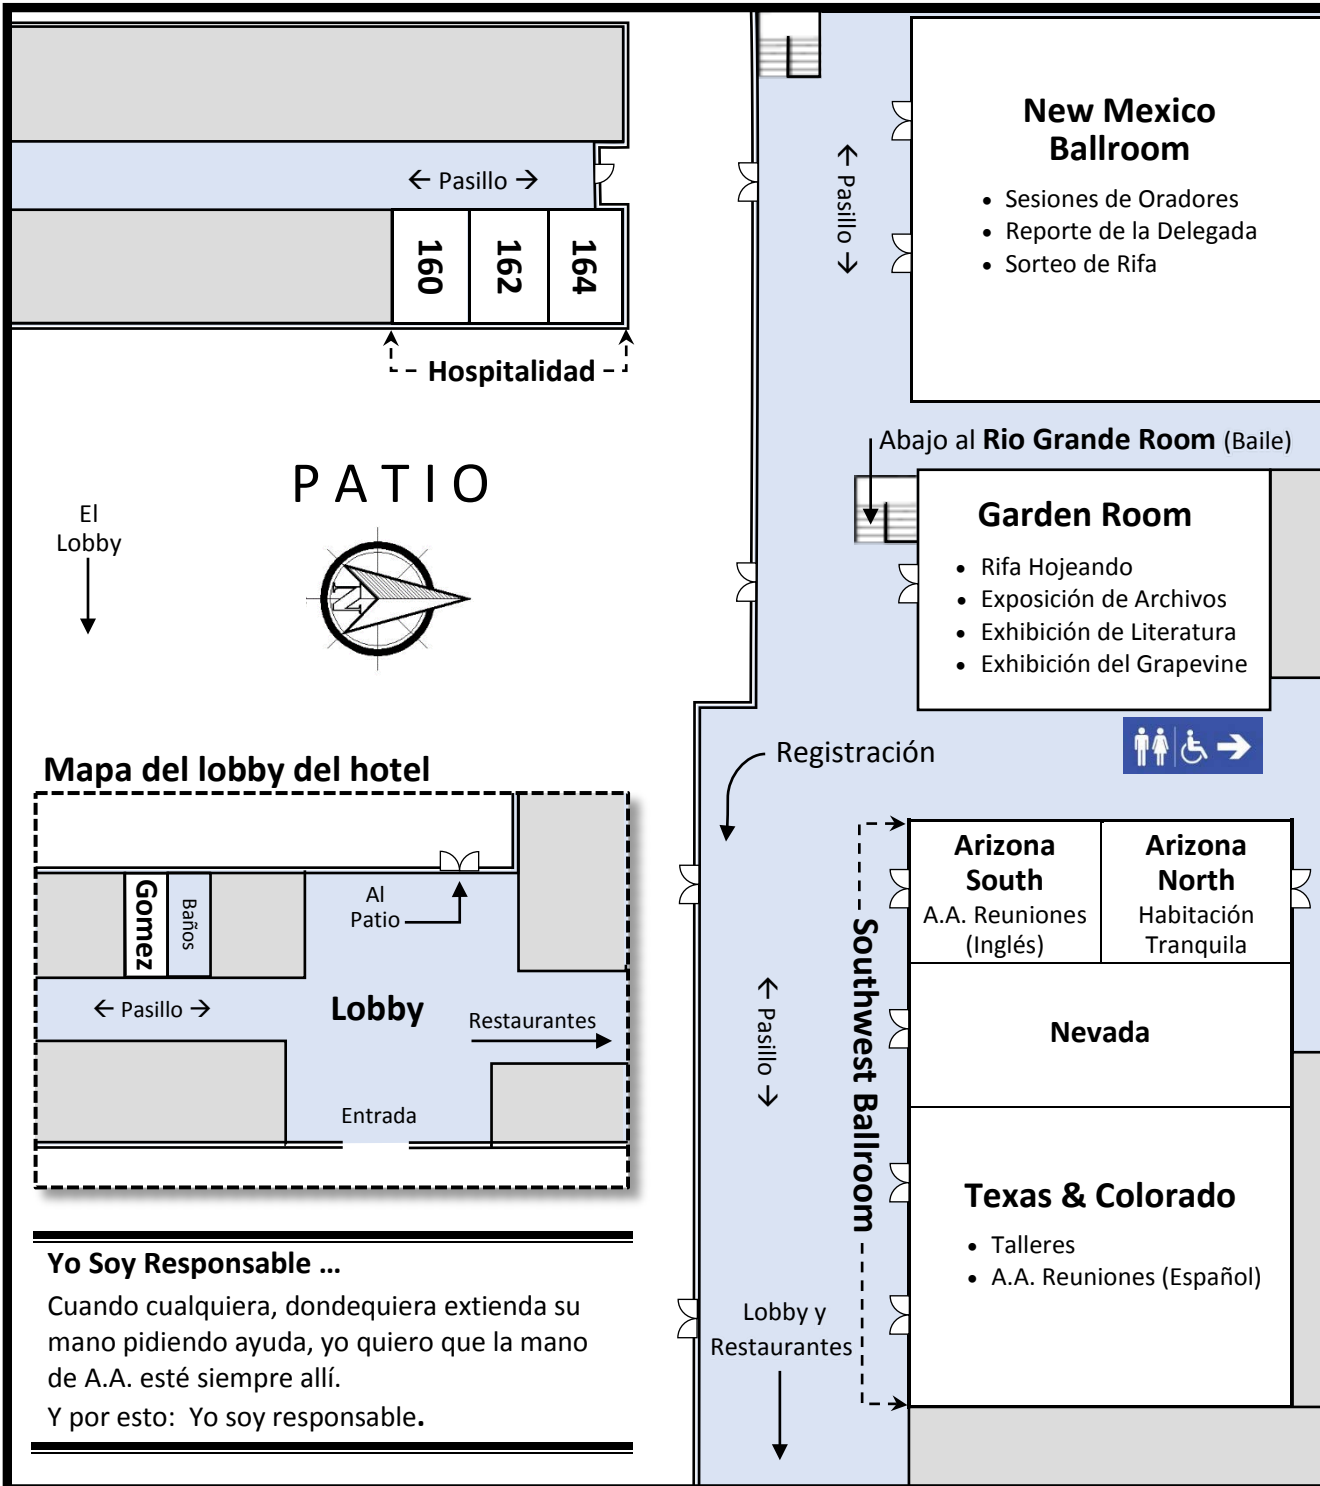 ← Pasillo →
160
162
164
Hospitalidad
PATIO
El
Lobby
N
← Pasillo →
New Mexico
Ballroom
• Sesiones de Oradores
• Reporte de la Delegada
• Sorteo de Rifa
Abajo al Rio Grande Room (Baile)
Garden Room
• Rifa Hojeando
• Exposición de Archivos
• Exhibición de Literatura
• Exhibición del Grapevine
Registración
Mapa del lobby del hotel
Gomez
Baños
Al
Patio
← Pasillo →
Lobby
Restaurantes
Entrada
← Pasillo →
Southwest Ballroom
Arizona
South
A.A. Reuniones
(Inglés)
Arizona
North
Habitación
Tranquila
Nevada
Texas & Colorado
• Talleres
• A.A. Reuniones (Español)
Lobby y
Restaurantes
Yo Soy Responsable ...
Cuando cualquiera, dondequiera extienda su
mano pidiendo ayuda, yo quiero que la mano
de A.A. esté siempre allí.
Y por esto:  Yo soy responsable.